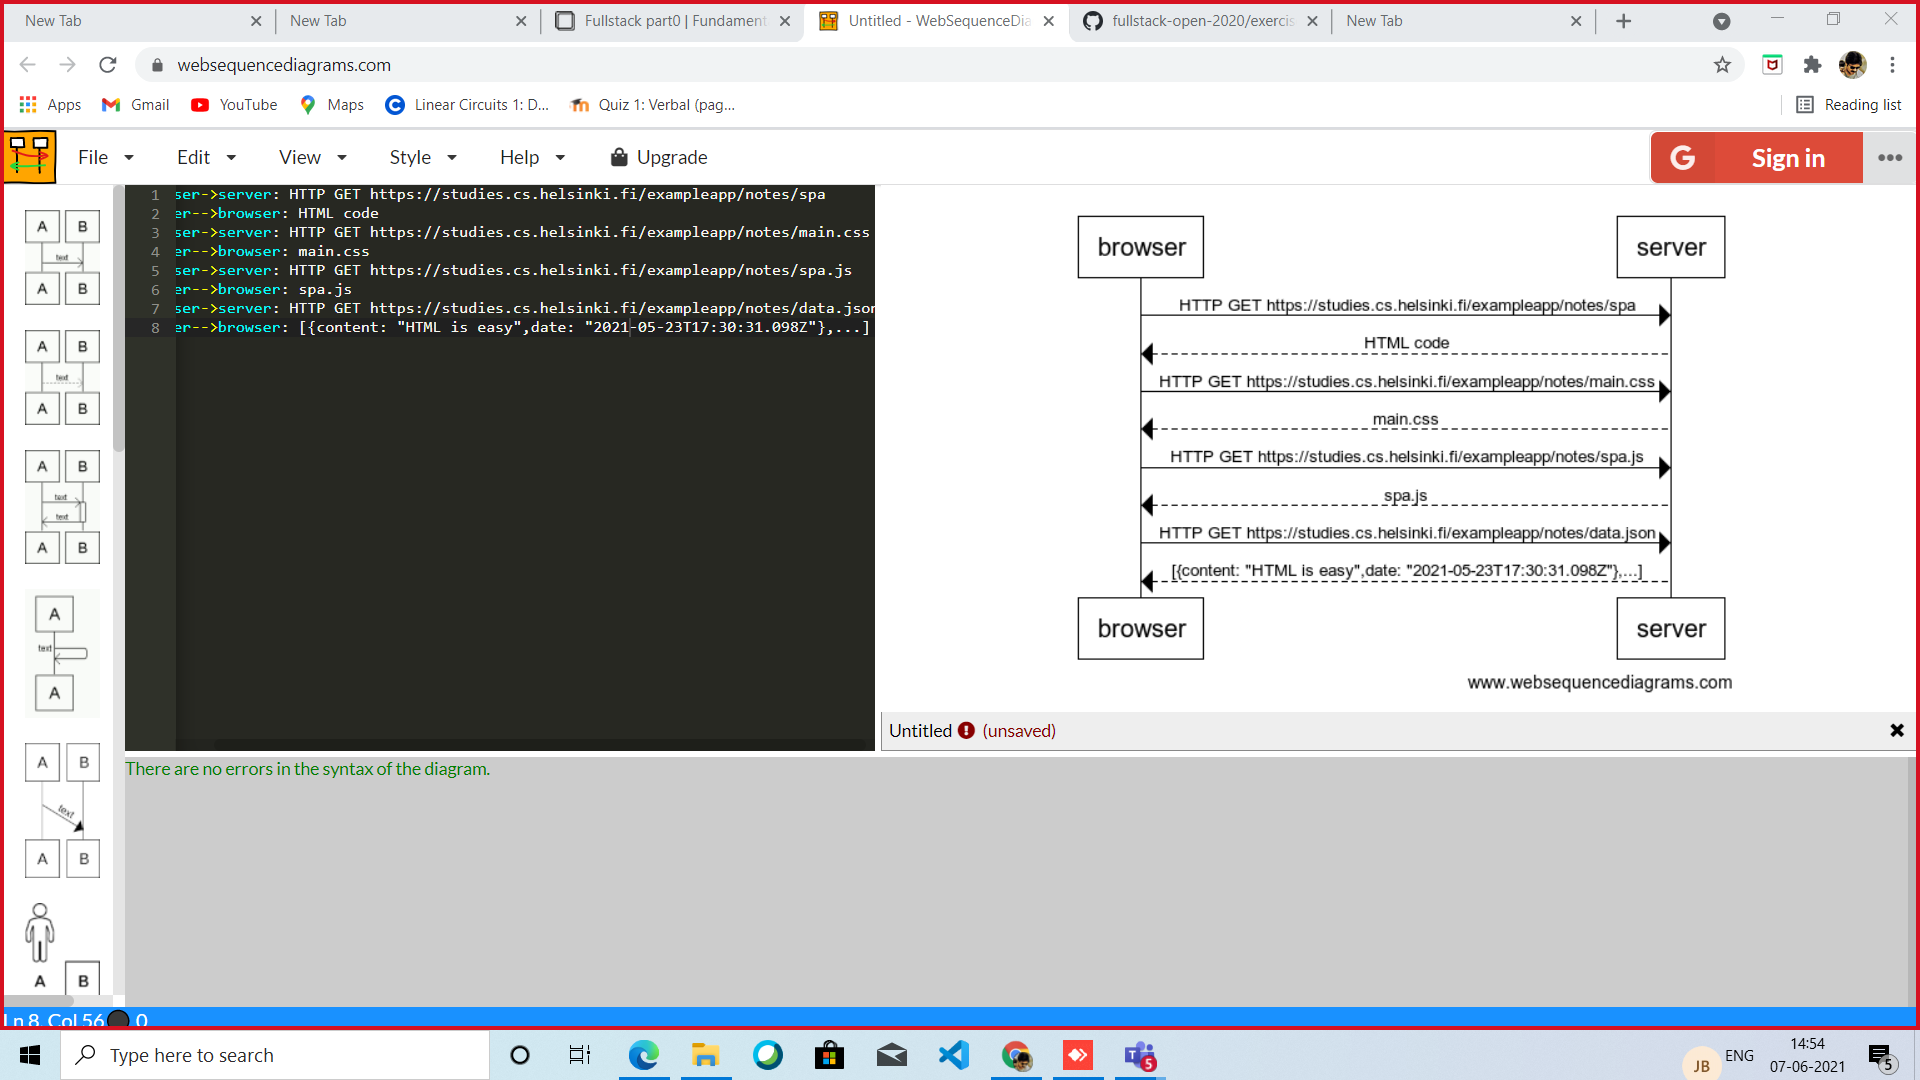 New Tab
New Tab
Fullstack part0 | Fundament
Untitled - WebSequenceDia
fullstack-open-2020/exercis
New Tab
websequencediagrams.com
Apps
Gmail
YouTube
Maps
Linear Circuits 1: D...
Quiz 1: Verbal (pag...
Reading list
File
Edit
View
Style
Help
Upgrade
G Sign in
A B
text
A B
A B
text
A B
A B
text
text
A B
A
text
A
A B
text
A B
A B
1 ser->server: HTTP GET https://studies.cs.helsinki.fi/exampleapp/notes/spa
2 er-->browser: HTML code
3 ser->server: HTTP GET https://studies.cs.helsinki.fi/exampleapp/notes/main.css
4 er-->browser: main.css
5 ser->server: HTTP GET https://studies.cs.helsinki.fi/exampleapp/notes/spa.js
6 er-->browser: spa.js
7 ser->server: HTTP GET https://studies.cs.helsinki.fi/exampleapp/notes/data.json
8 er-->browser: [{content: "HTML is easy",date: "2021-05-23T17:30:31.098Z"},...]
browser server
HTTP GET https://studies.cs.helsinki.fi/exampleapp/notes/spa
HTML code
HTTP GET https://studies.cs.helsinki.fi/exampleapp/notes/main.css
main.css
HTTP GET https://studies.cs.helsinki.fi/exampleapp/notes/spa.js
spa.js
HTTP GET https://studies.cs.helsinki.fi/exampleapp/notes/data.json
[{content: "HTML is easy",date: "2021-05-23T17:30:31.098Z"},...]
browser server
www.websequencediagrams.com
Untitled (unsaved)
There are no errors in the syntax of the diagram.
Ln 8, Col 56 0
Type here to search
5
JB
ENG
14:54
07-06-2021
5